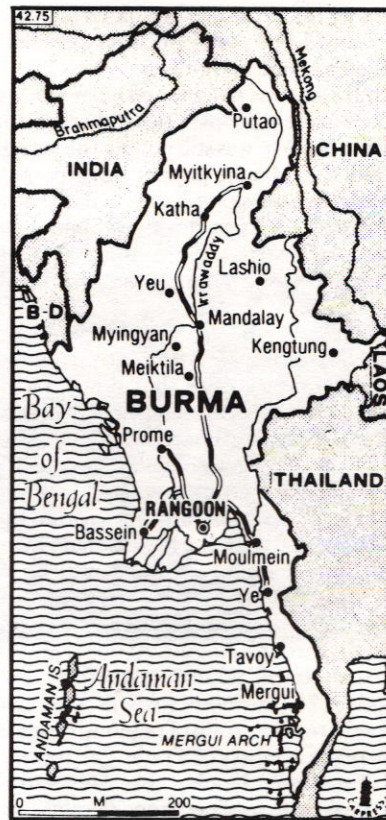 42.75
Mekong
Brahmaputra
Putao
INDIA
CHINA
Myitkyina
Katha
Irrawaddy
Lashio
Yeu
B-D
Mandalay
Myingyan
Kengtung
LAOS
Meiktila
Bay
of
Bengal
BURMA
Prome
THAILAND
RANGOON
Bassein
Moulmein
Ye
Tavoy
Andaman
Sea
Mergui
ANDAMAN IS.
MERGUI ARCH
0 M 200